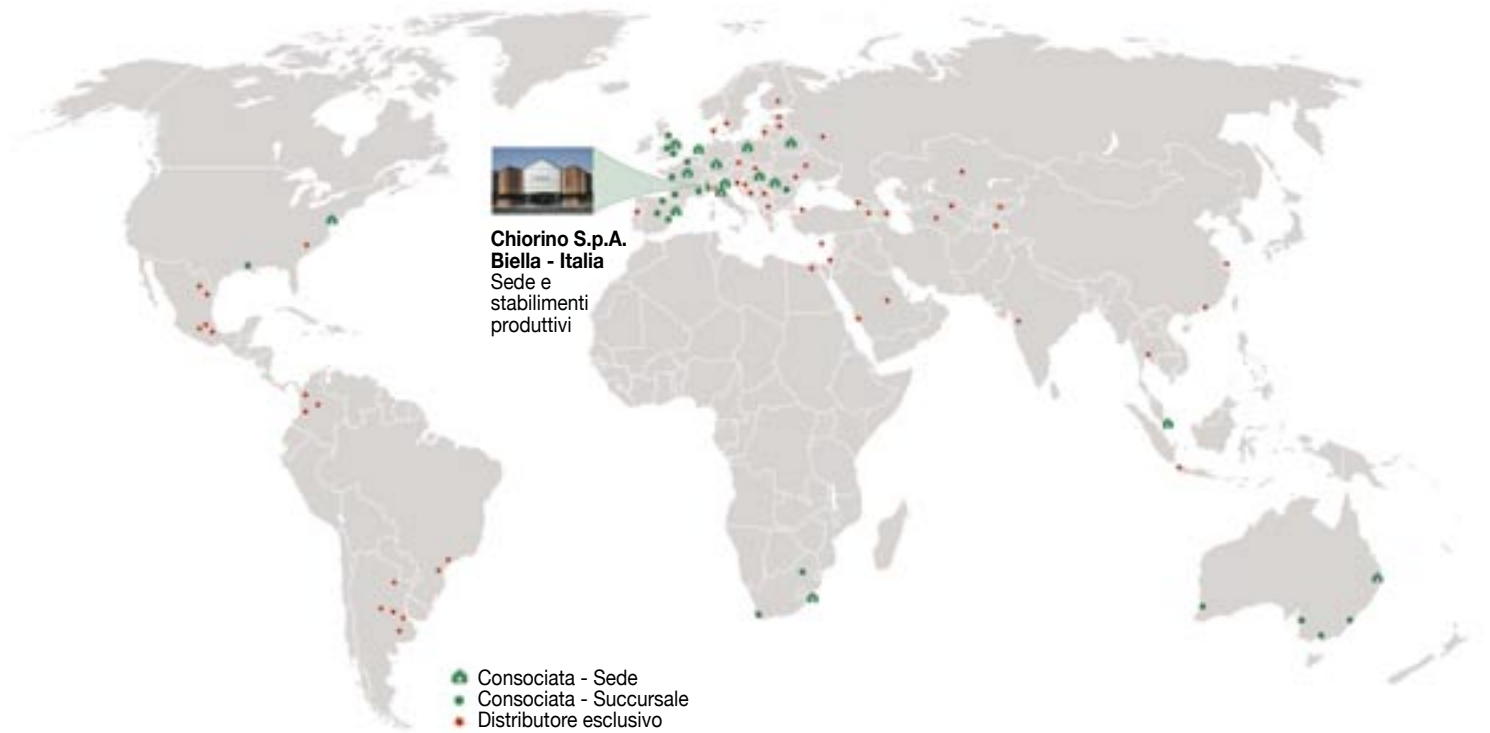 Chiorino S.p.A.
Biella - Italia
Sede e
stabilimenti
produttivi
Consociata - Sede
Consociata - Succursale
Distributore esclusivo